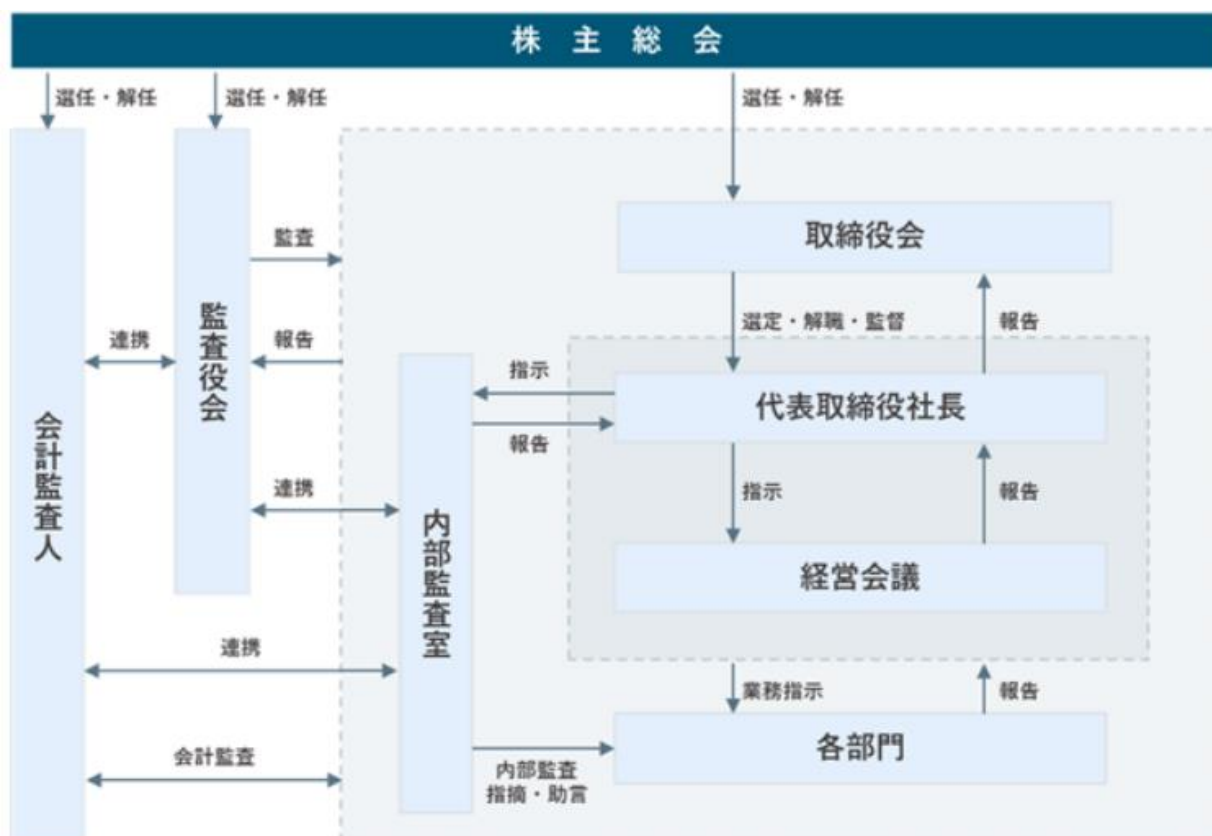 株主総会
選任・解任
選任・解任
選任・解任
取締役会
監査
選定・解職・監督
報告
監査役会
連携
報告
指示
代表取締役社長
報告
会計監査人
連携
指示
報告
内部監査室
経営会議
連携
業務指示
報告
会計監査
各部門
内部監査
指摘・助言